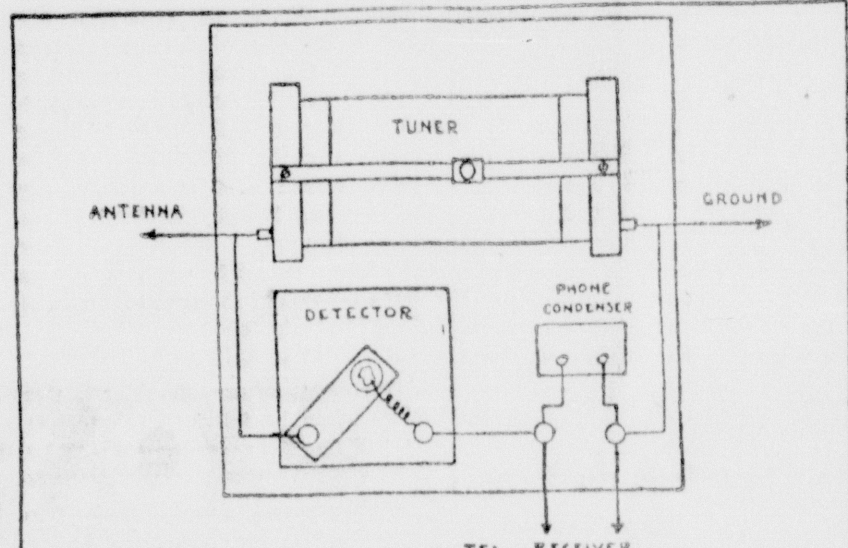 TUNER
ANTENNA
GROUND
DETECTOR
PHONE
CONDENSER
TEL. RECEIVER